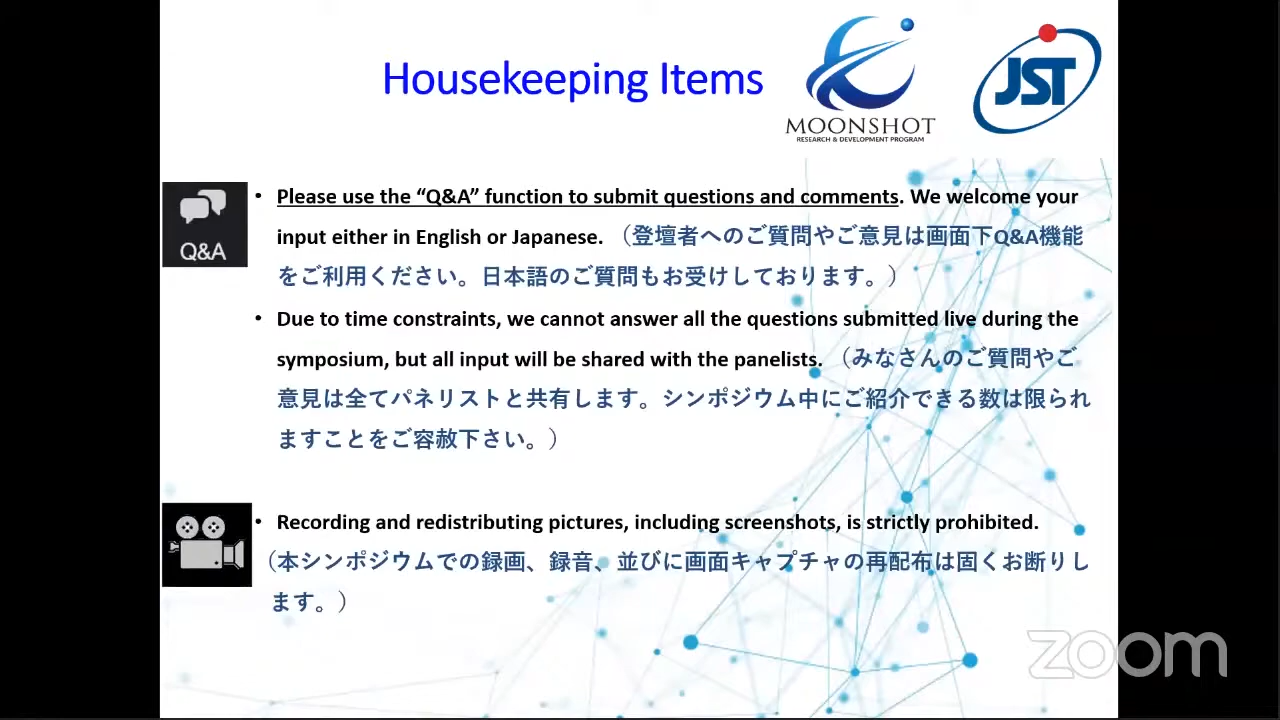 Housekeeping Items
MOONSHOT
RESEARCH & DEVELOPMENT PROGRAM
JST
Q&A
• Please use the “Q&A” function to submit questions and comments. We welcome your
input either in English or Japanese. （登壇者へのご質問やご意見は画面下Q&A機能
をご利用ください。日本語のご質問もお受けしております。）
• Due to time constraints, we cannot answer all the questions submitted live during the
symposium, but all input will be shared with the panelists. （みなさんのご質問やご
意見は全てパネリストと共有します。シンポジウム中にご紹介できる数は限られ
ますことをご容赦下さい。）
• Recording and redistributing pictures, including screenshots, is strictly prohibited.
（本シンポジウムでの録画、録音、並びに画面キャプチャの再配布は固くお断りし
ます。）
zoom